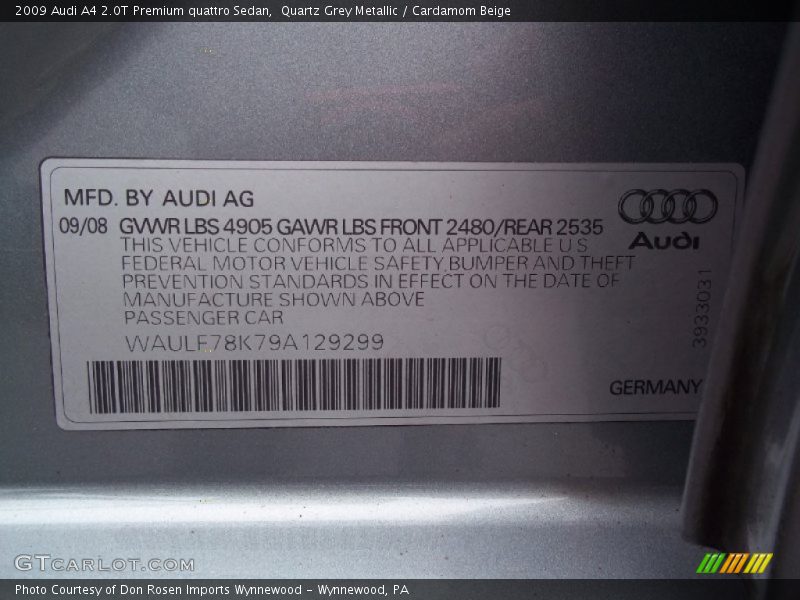 2009 Audi A4 2.0T Premium quattro Sedan,  Quartz Grey Metallic / Cardamom Beige
MFD. BY AUDI AG
09/08 GVWR LBS 4905 GAWR LBS FRONT 2480/REAR 2535
THIS VEHICLE CONFORMS TO ALL APPLICABLE U S
FEDERAL MOTOR VEHICLE SAFETY,BUMPER AND THEFT
PREVENTION STANDARDS IN EFFECT ON THE DATE OF
MANUFACTURE SHOWN ABOVE
PASSENGER CAR
WAULF78K79A129299
Audi
3933031
GERMANY
GTCARLOT.COM
Photo Courtesy of Don Rosen Imports Wynnewood - Wynnewood, PA